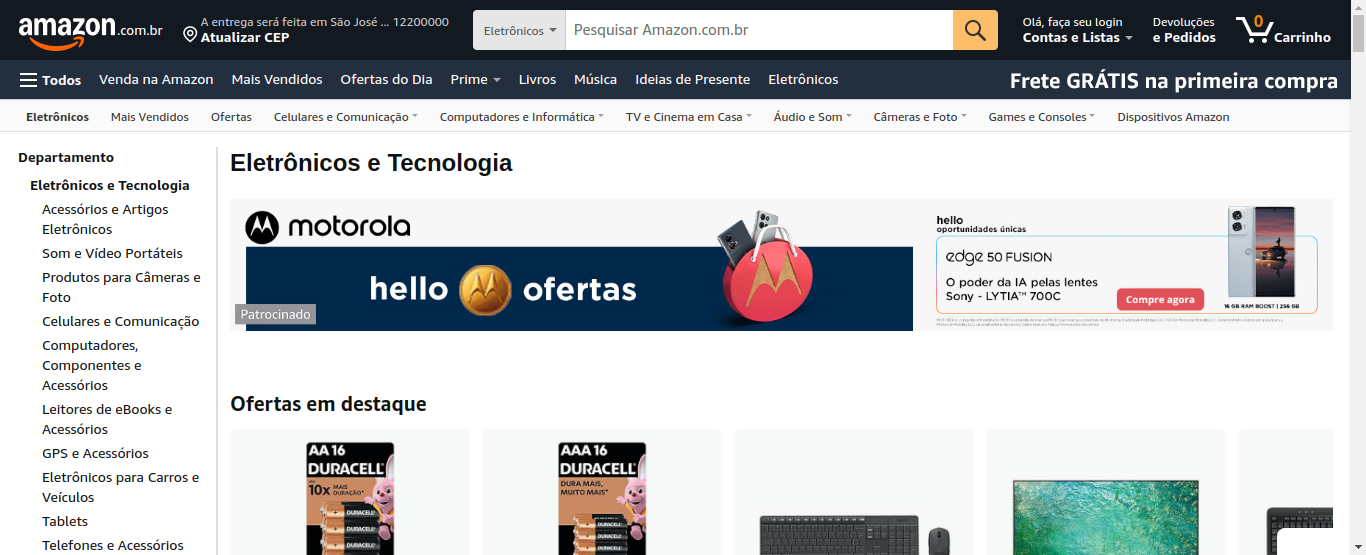 amazon.com.br
A entrega será feita em São José ... 12200000
Atualizar CEP
Eletrônicos
Pesquisar Amazon.com.br
Olá, faça seu login
Contas e Listas
Devoluções
e Pedidos
0
Carrinho
Todos
Venda na Amazon
Mais Vendidos
Ofertas do Dia
Prime
Livros
Música
Ideias de Presente
Eletrônicos
Frete GRÁTIS na primeira compra
Eletrônicos
Mais Vendidos
Ofertas
Celulares e Comunicação
Computadores e Informática
TV e Cinema em Casa
Áudio e Som
Câmeras e Foto
Games e Consoles
Dispositivos Amazon
Departamento
Eletrônicos e Tecnologia
Acessórios e Artigos
Eletrônicos
Som e Vídeo Portáteis
Produtos para Câmeras e
Foto
Celulares e Comunicação
Computadores,
Componentes e
Acessórios
Leitores de eBooks e
Acessórios
GPS e Acessórios
Eletrônicos para Carros e
Veículos
Tablets
Telefones e Acessórios
Eletrônicos e Tecnologia
motorola
hello ofertas
Patrocinado
hello
oportunidades únicas
edge 50 FUSION
O poder da IA pelas lentes
Sony - LYTIA™ 700C
Compre agora
16 GB RAM BOOST | 256 GB
Ofertas em destaque
AA 16
DURACELL
até
10x MAIS
DURAÇÃO*
DURACELL
DURACELL
DURACELL
AAA 16
DURACELL
DURA MAIS,
MUITO MAIS*
DURACELL
DURACELL